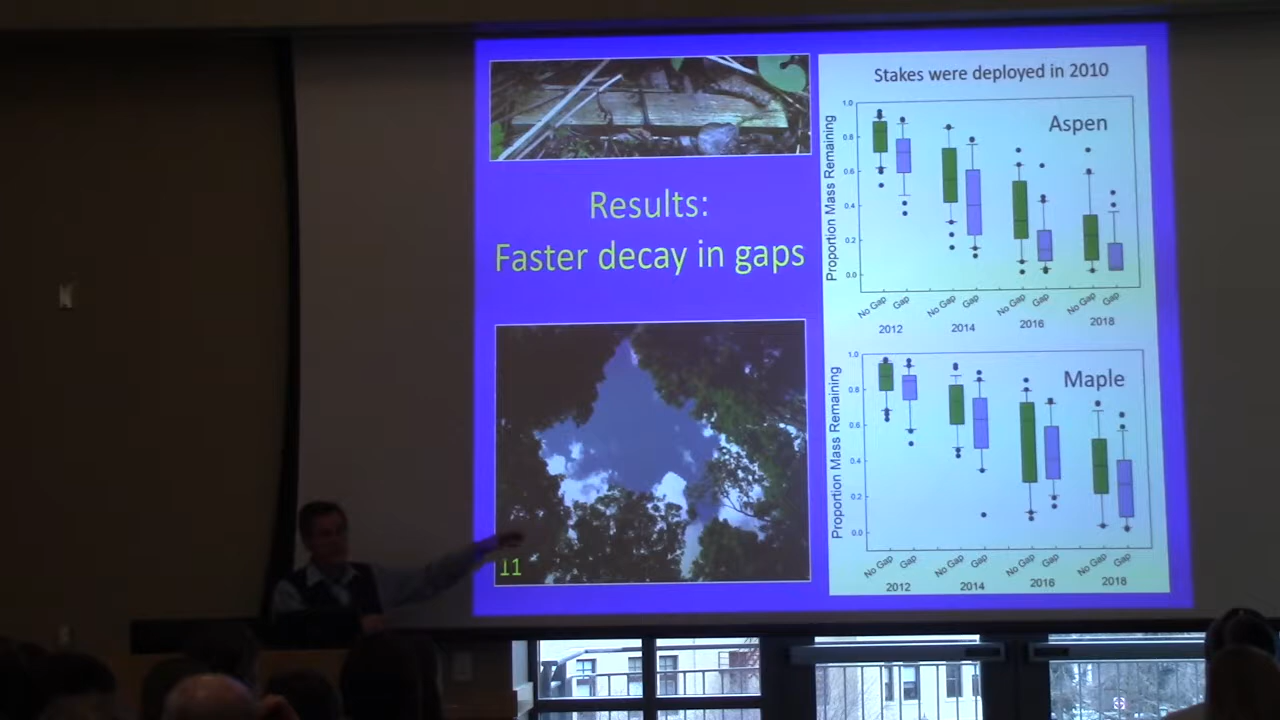 Results:
Faster decay in gaps
11
Stakes were deployed in 2010
Aspen
Proportion Mass Remaining
1.0
0.8
0.6
0.4
0.2
0.0
No Gap Gap No Gap Gap No Gap Gap No Gap Gap
2012 2014 2016 2018
Maple
Proportion Mass Remaining
1.0
0.8
0.6
0.4
0.2
0.0
No Gap Gap No Gap Gap No Gap Gap No Gap Gap
2012 2014 2016 2018